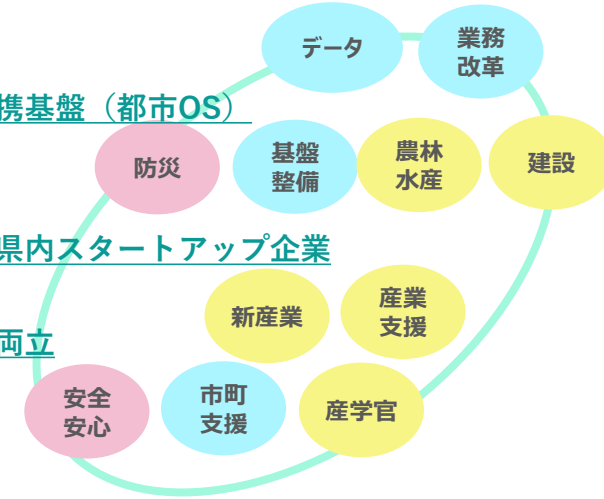 データ
業務
改革
携基盤（都市OS）
防災
基盤
整備
農林
水産
建設
県内スタートアップ企業
新産業
産業
支援
両立
安全
安心
市町
支援
産学官